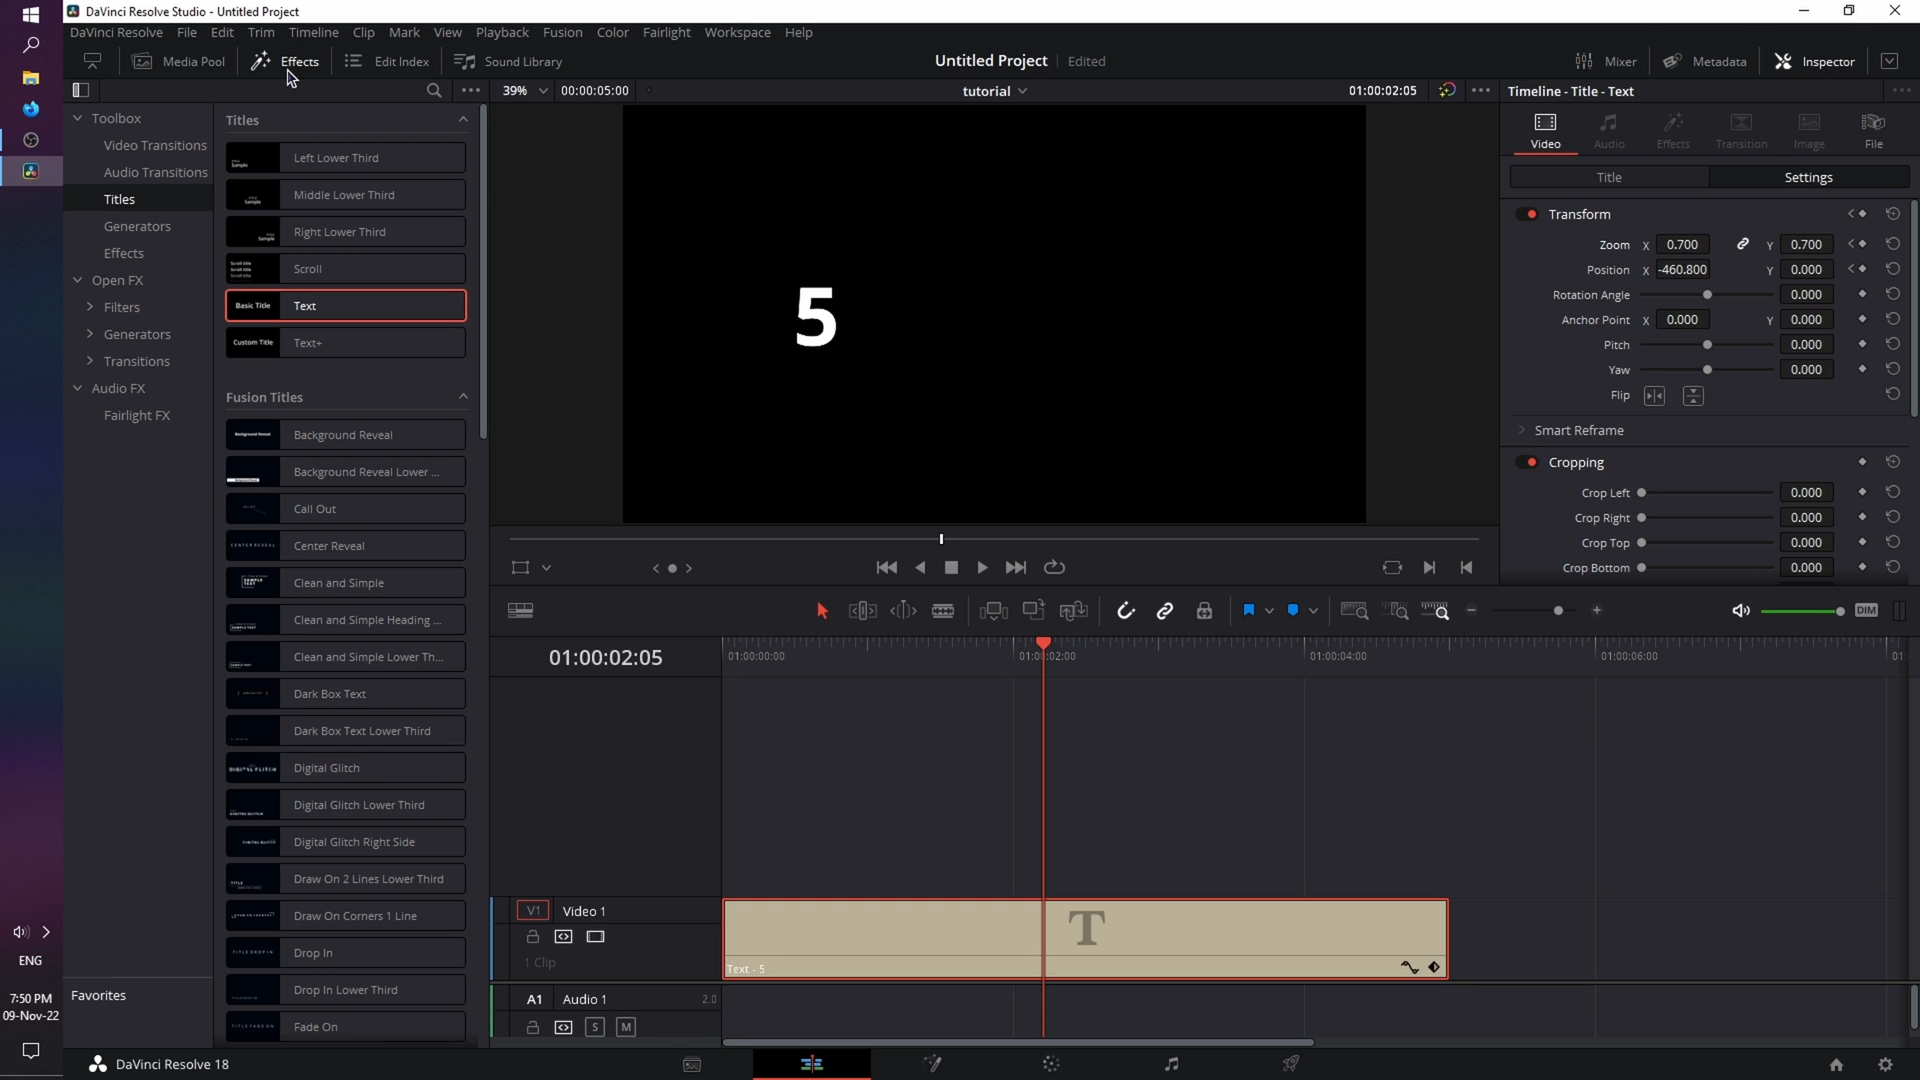 DaVinci Resolve Studio - Untitled Project
DaVinci Resolve File Edit Trim Timeline Clip Mark View Playback Fusion Color Fairlight Workspace Help
Media Pool Effects Edit Index Sound Library Untitled Project Edited Mixer Metadata Inspector
39% 00:00:05:00 tutorial 01:00:02:05 Timeline - Title - Text
Toolbox
Video Transitions
Audio Transitions
Titles
Generators
Effects
Open FX
Filters
Generators
Transitions
Audio FX
Fairlight FX
Favorites
Titles
Left Lower Third
Middle Lower Third
Right Lower Third
Scroll
Basic Title Text
Custom Title Text+
Fusion Titles
Background Reveal
Background Reveal Lower ...
Call Out
Center Reveal
Clean and Simple
Clean and Simple Heading ...
Clean and Simple Lower Th...
Dark Box Text
Dark Box Text Lower Third
Digital Glitch
Digital Glitch Lower Third
Digital Glitch Right Side
Draw On 2 Lines Lower Third
Draw On Corners 1 Line
Drop In
Drop In Lower Third
Fade On
5
Video Audio Effects Transition Image File
Title Settings
Transform
Zoom X 0.700 Y 0.700
Position X -460.800 Y 0.000
Rotation Angle 0.000
Anchor Point X 0.000 Y 0.000
Pitch 0.000
Yaw 0.000
Flip
Smart Reframe
Cropping
Crop Left 0.000
Crop Right 0.000
Crop Top 0.000
Crop Bottom 0.000
DIM
01:00:02:05 01:00:00:00 01:00:02:00 01:00:04:00 01:00:06:00 01:
V1 Video 1
1 Clip
T
Text - 5
A1 Audio 1 2.0
S M
ENG
7:50 PM
09-Nov-22
DaVinci Resolve 18